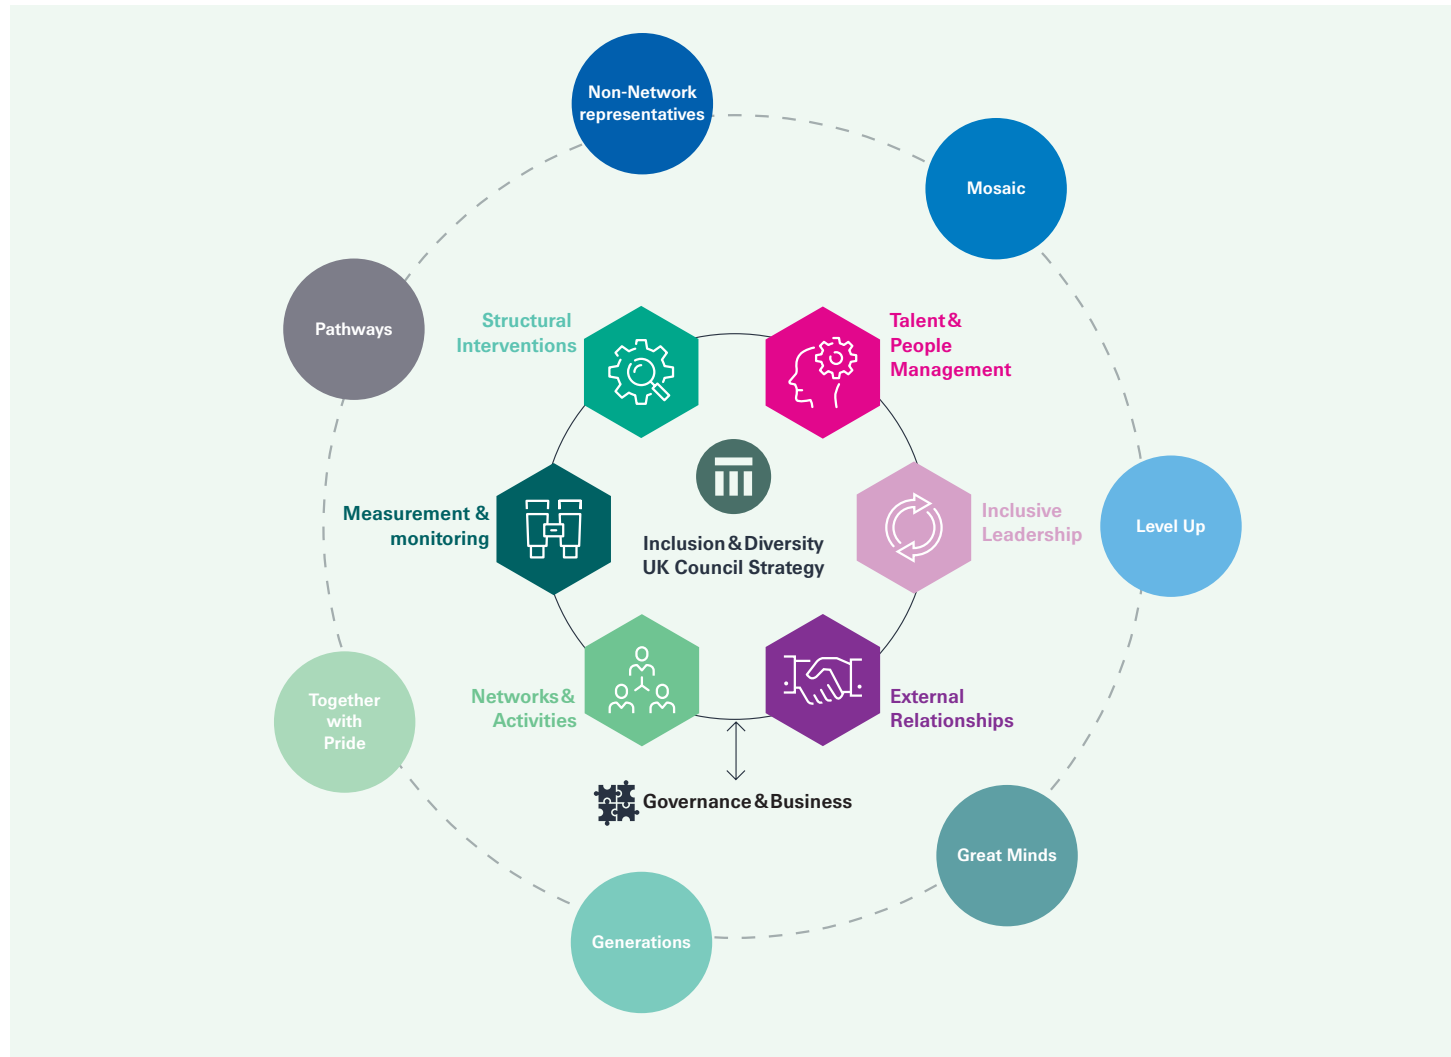 Non-Network
representatives
Mosaic
Pathways
Structural
Interventions
Talent &
People
Management
Measurement &
monitoring
Inclusion & Diversity
UK Council Strategy
Inclusive
Leadership
Level Up
Together
with
Pride
Networks &
Activities
External
Relationships
Governance & Business
Great Minds
Generations